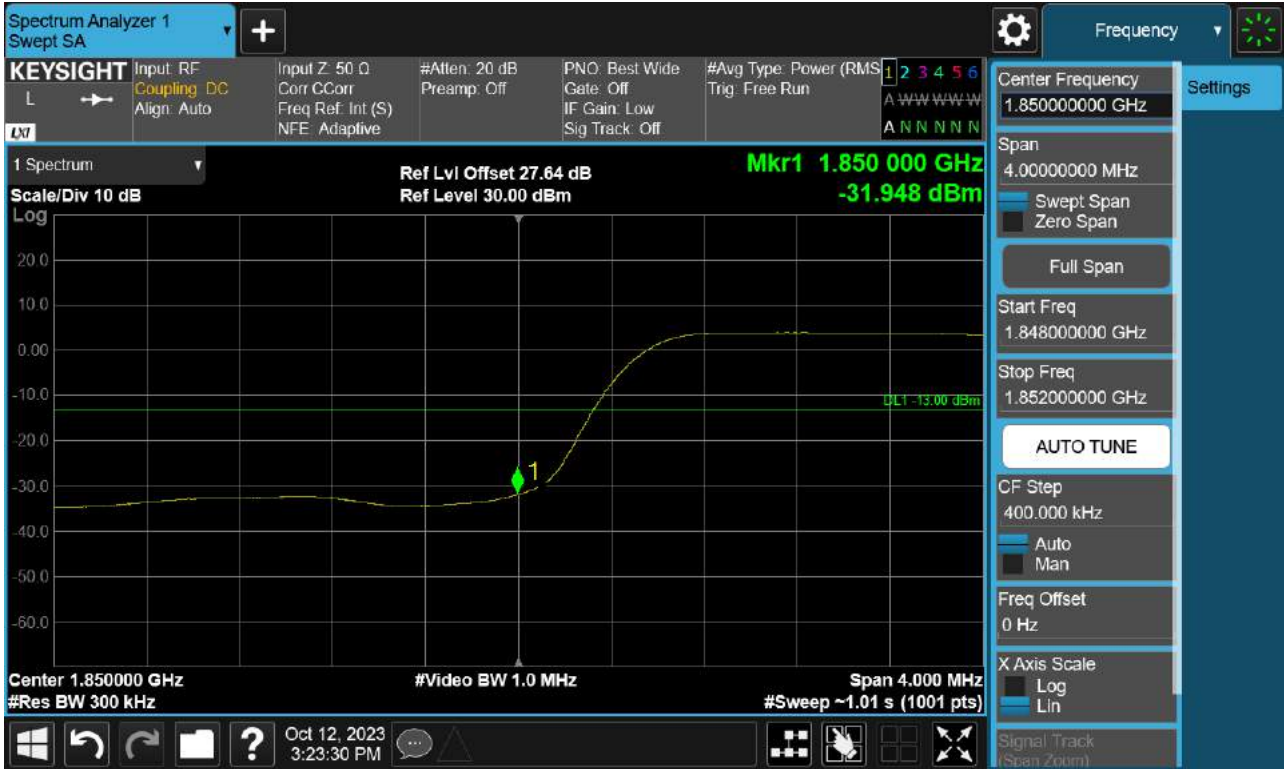 Spectrum Analyzer 1
Swept SA
+
Frequency
KEYSIGHT
L
LXI
Input: RF
Coupling: DC
Align: Auto
Input Z: 50 Ω
Corr CCorr
Freq Ref: Int (S)
NFE: Adaptive
#Atten: 20 dB
Preamp: Off
PNO: Best Wide
Gate: Off
IF Gain: Low
Sig Track: Off
#Avg Type: Power (RMS
Trig: Free Run
1 2 3 4 5 6
A W W W W W
A N N N N N
1 Spectrum
Scale/Div 10 dB
Log
Ref Lvl Offset 27.64 dB
Ref Level 30.00 dBm
Mkr1 1.850 000 GHz
-31.948 dBm
20.0
10.0
0.00
-10.0
DL1 -13.00 dBm
-20.0
1
-30.0
-40.0
-50.0
-60.0
Center 1.850000 GHz
#Res BW 300 kHz
#Video BW 1.0 MHz
Span 4.000 MHz
#Sweep ~1.01 s (1001 pts)
?
Oct 12, 2023
3:23:30 PM
Center Frequency
1.850000000 GHz
Settings
Span
4.00000000 MHz
Swept Span
Zero Span
Full Span
Start Freq
1.848000000 GHz
Stop Freq
1.852000000 GHz
AUTO TUNE
CF Step
400.000 kHz
Auto
Man
Freq Offset
0 Hz
X Axis Scale
Log
Lin
Signal Track
(Span Zoom)